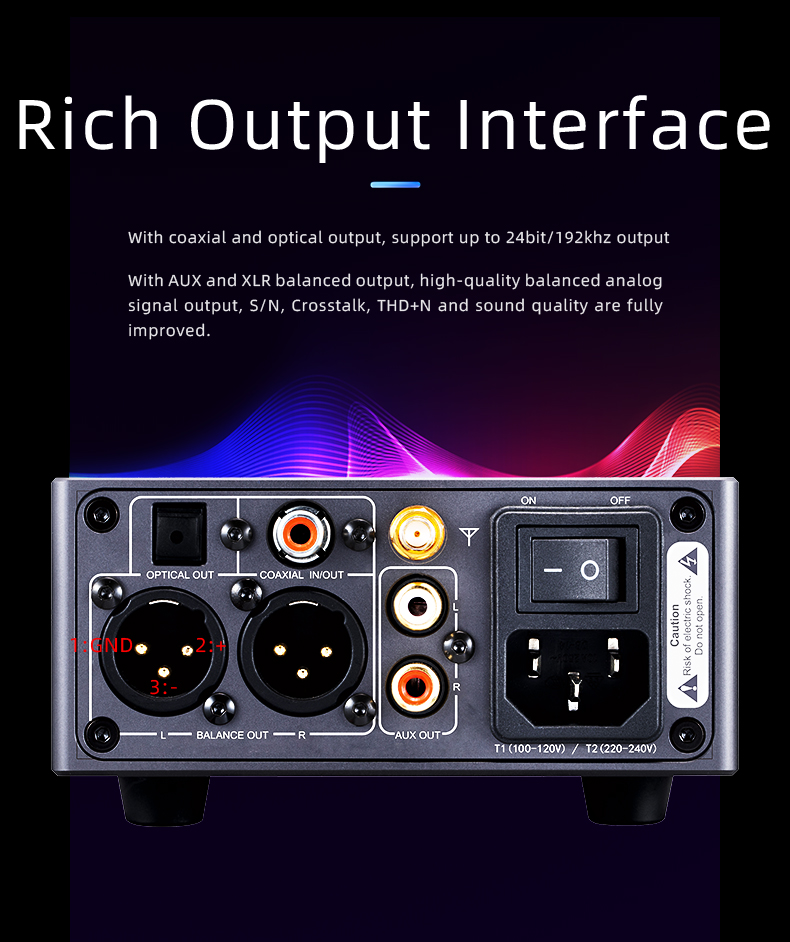 Rich Output Interface
With coaxial and optical output, support up to 24bit/192khz output
With AUX and XLR balanced output, high-quality balanced analog
signal output, S/N, Crosstalk, THD+N and sound quality are fully
improved.
ON OFF
OPTICAL OUT COAXIAL IN/OUT
L
1:GND 2:+
3:-
R
L BALANCE OUT R
AUX OUT
T1(100-120V) / T2(220-240V)
Caution
Risk of electric shock.
Do not open.